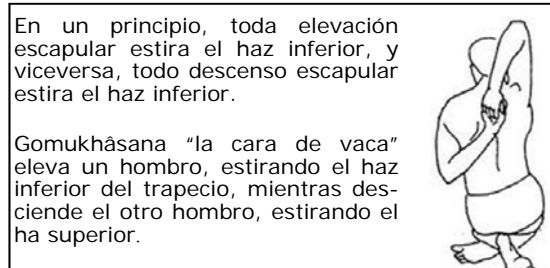 En un principio, toda elevación
escapular estira el haz inferior, y
viceversa, todo descenso escapular
estira el haz inferior.
Gomukhâsana “la cara de vaca”
eleva un hombro, estirando el haz
inferior del trapecio, mientras des-
ciende el otro hombro, estirando el
ha superior.